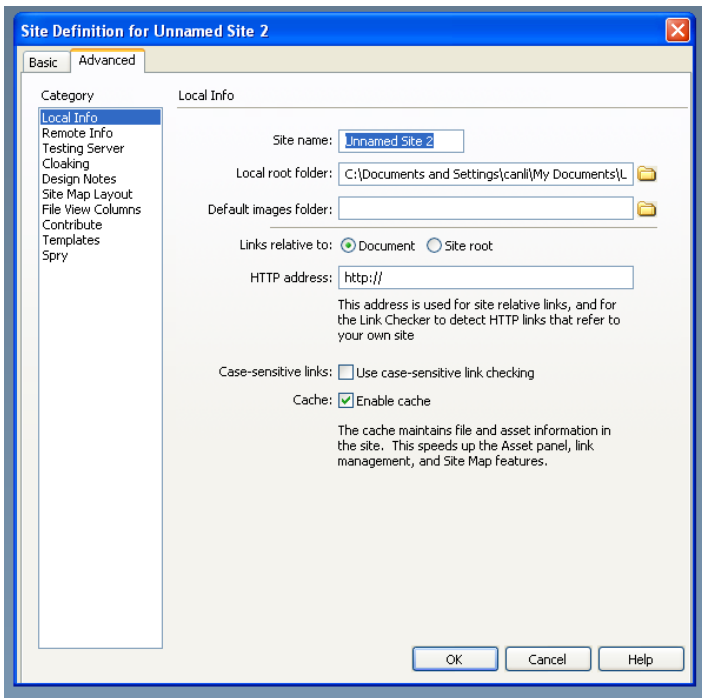 Site Definition for Unnamed Site 2
Basic
Advanced
Category
Local Info
Remote Info
Testing Server
Cloaking
Design Notes
Site Map Layout
File View Columns
Contribute
Templates
Spry
Local Info
Site name: Unnamed Site 2
Local root folder: C:\Documents and Settings\canli\My Documents\L
Default images folder:
Links relative to: Document Site root
HTTP address: http://
This address is used for site relative links, and for
the Link Checker to detect HTTP links that refer to
your own site
Case-sensitive links: Use case-sensitive link checking
Cache: Enable cache
The cache maintains file and asset information in
the site. This speeds up the Asset panel, link
management, and Site Map features.
OK Cancel Help